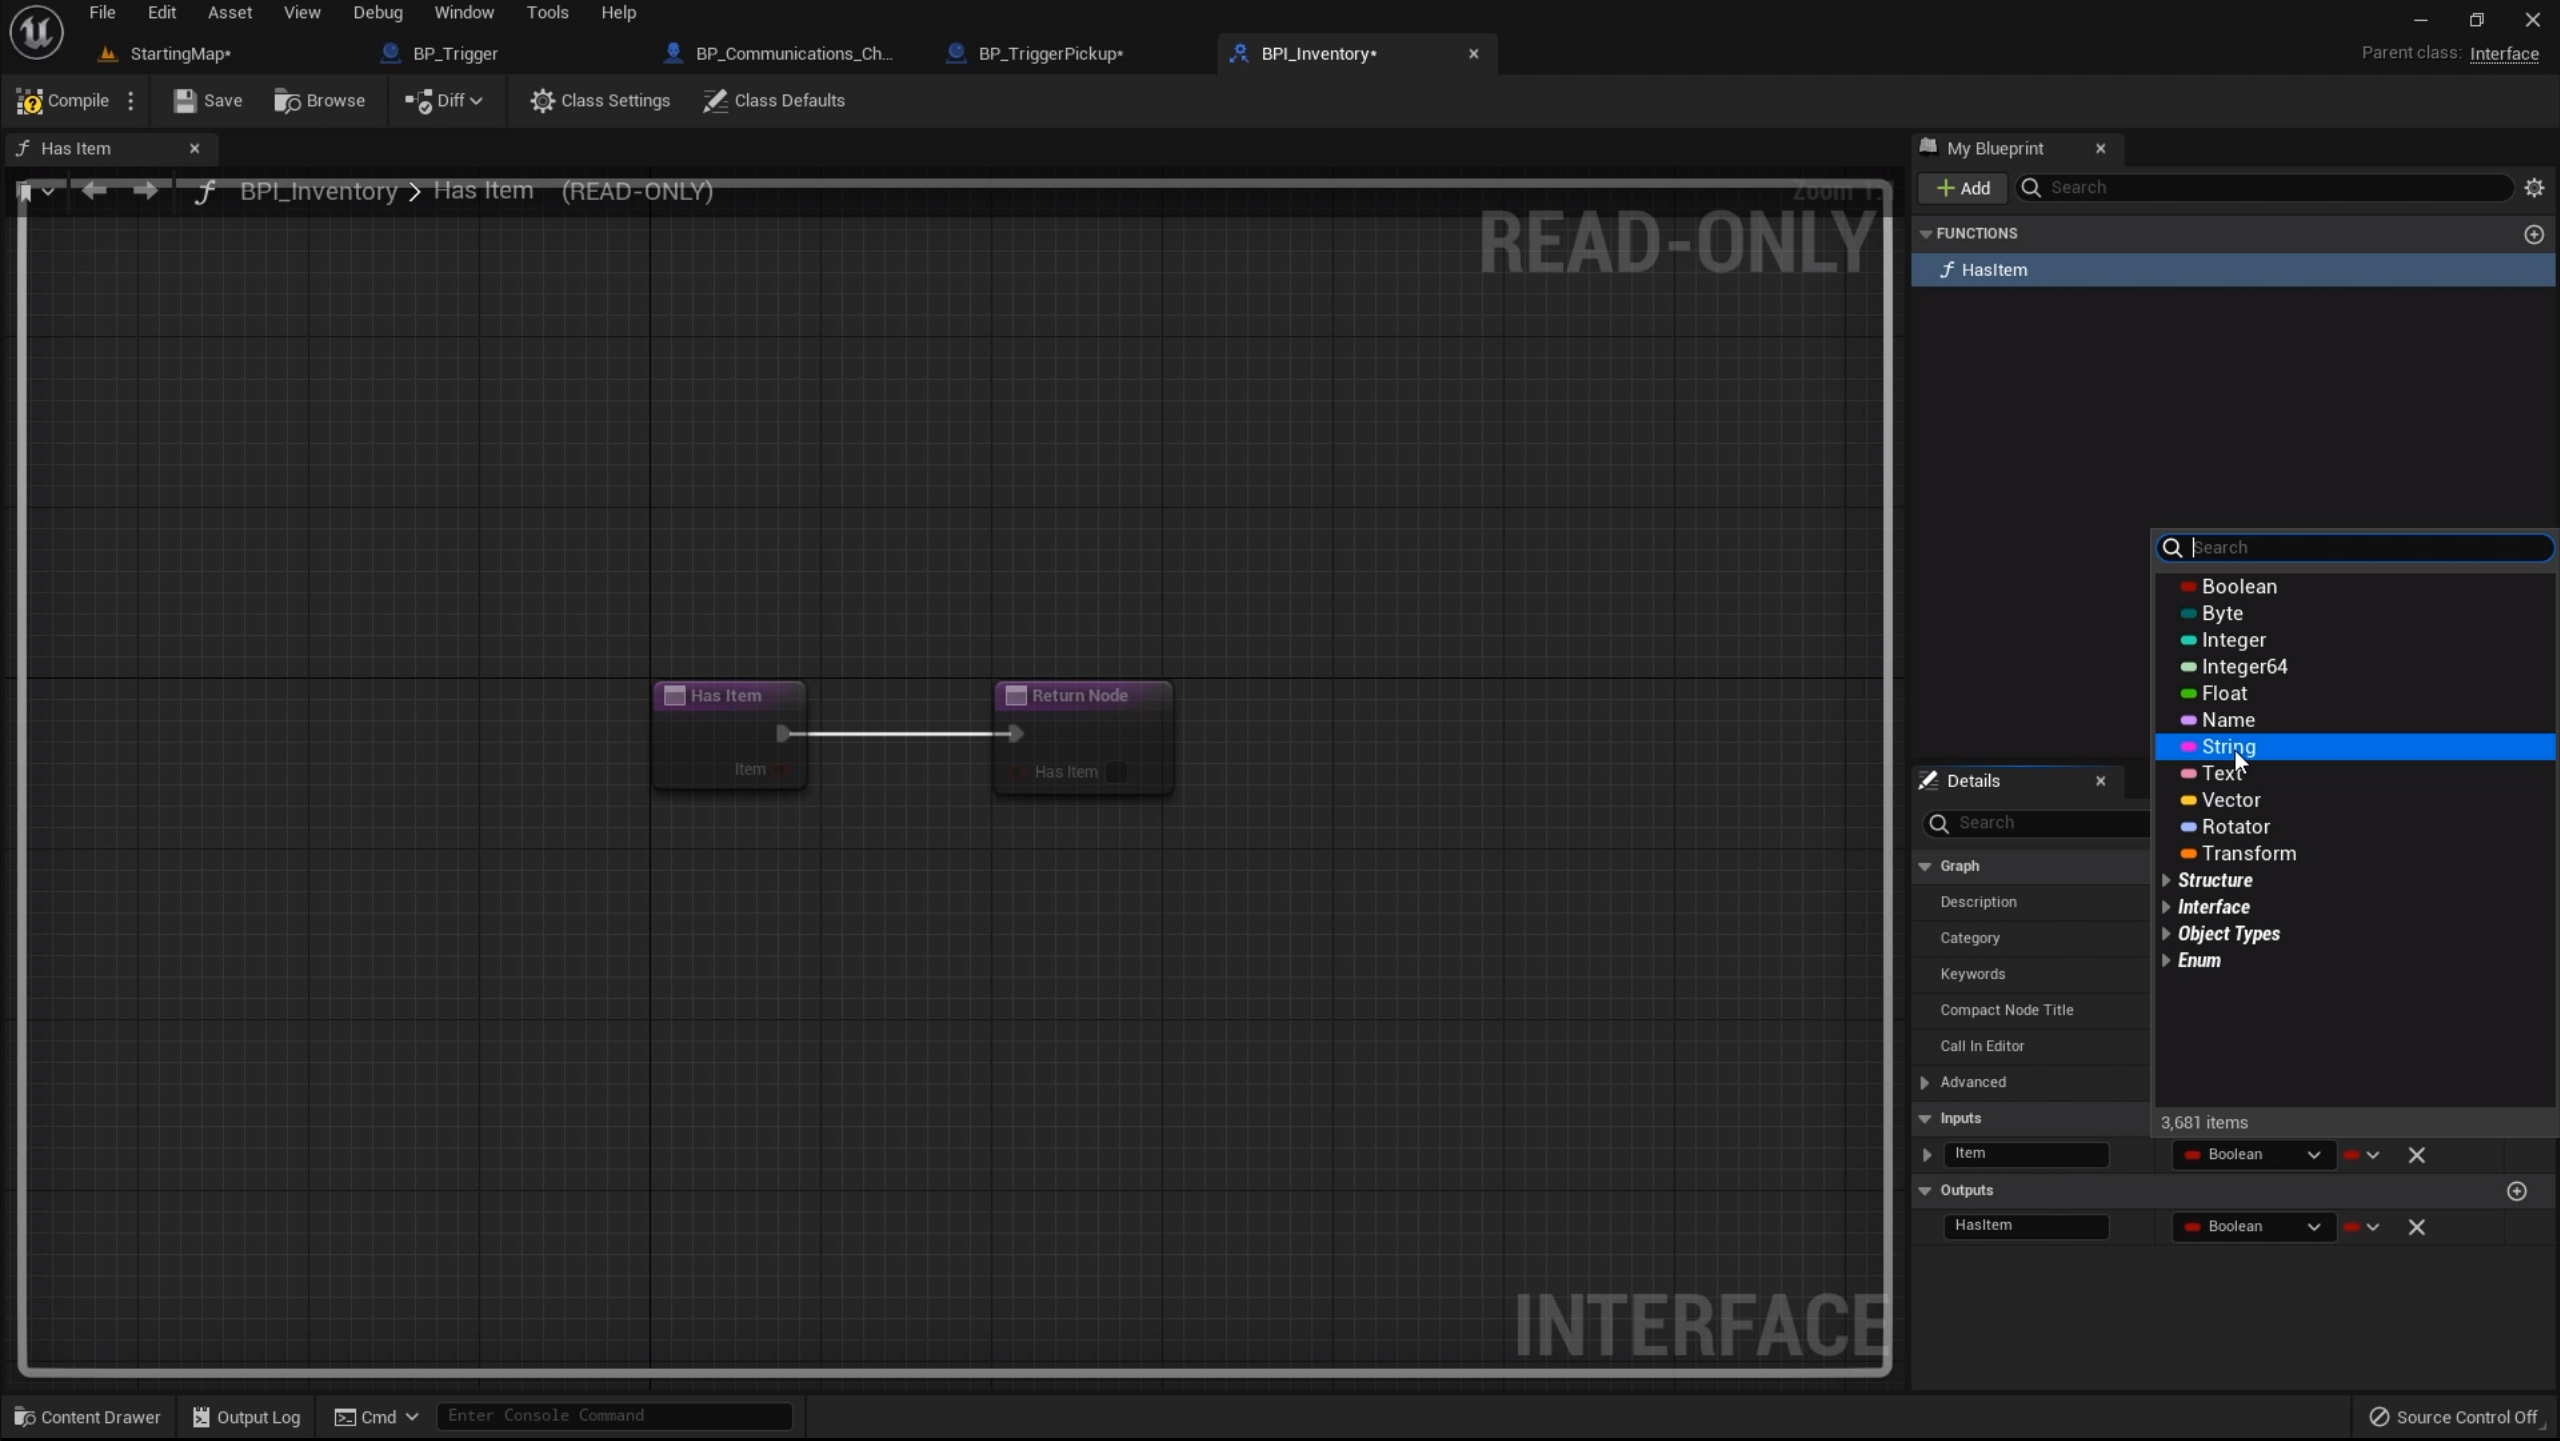 File Edit Asset View Debug Window Tools Help
StartingMap* BP_Trigger BP_Communications_Ch... BP_TriggerPickup* BPI_Inventory*
Parent class: Interface
Compile Save Browse Diff Class Settings Class Defaults
Has Item
BPI_Inventory > Has Item (READ-ONLY)
Zoom 1:1
READ-ONLY
Has Item
Item
Return Node
Has Item
INTERFACE
My Blueprint
Add Search
FUNCTIONS
HasItem
Search
Boolean
Byte
Integer
Integer64
Float
Name
String
Text
Vector
Rotator
Transform
Structure
Interface
Object Types
Enum
3,681 items
Details
Search
Graph
Description
Category
Keywords
Compact Node Title
Call In Editor
Advanced
Inputs
Item Boolean
Outputs
HasItem Boolean
Content Drawer Output Log Cmd Enter Console Command Source Control Off